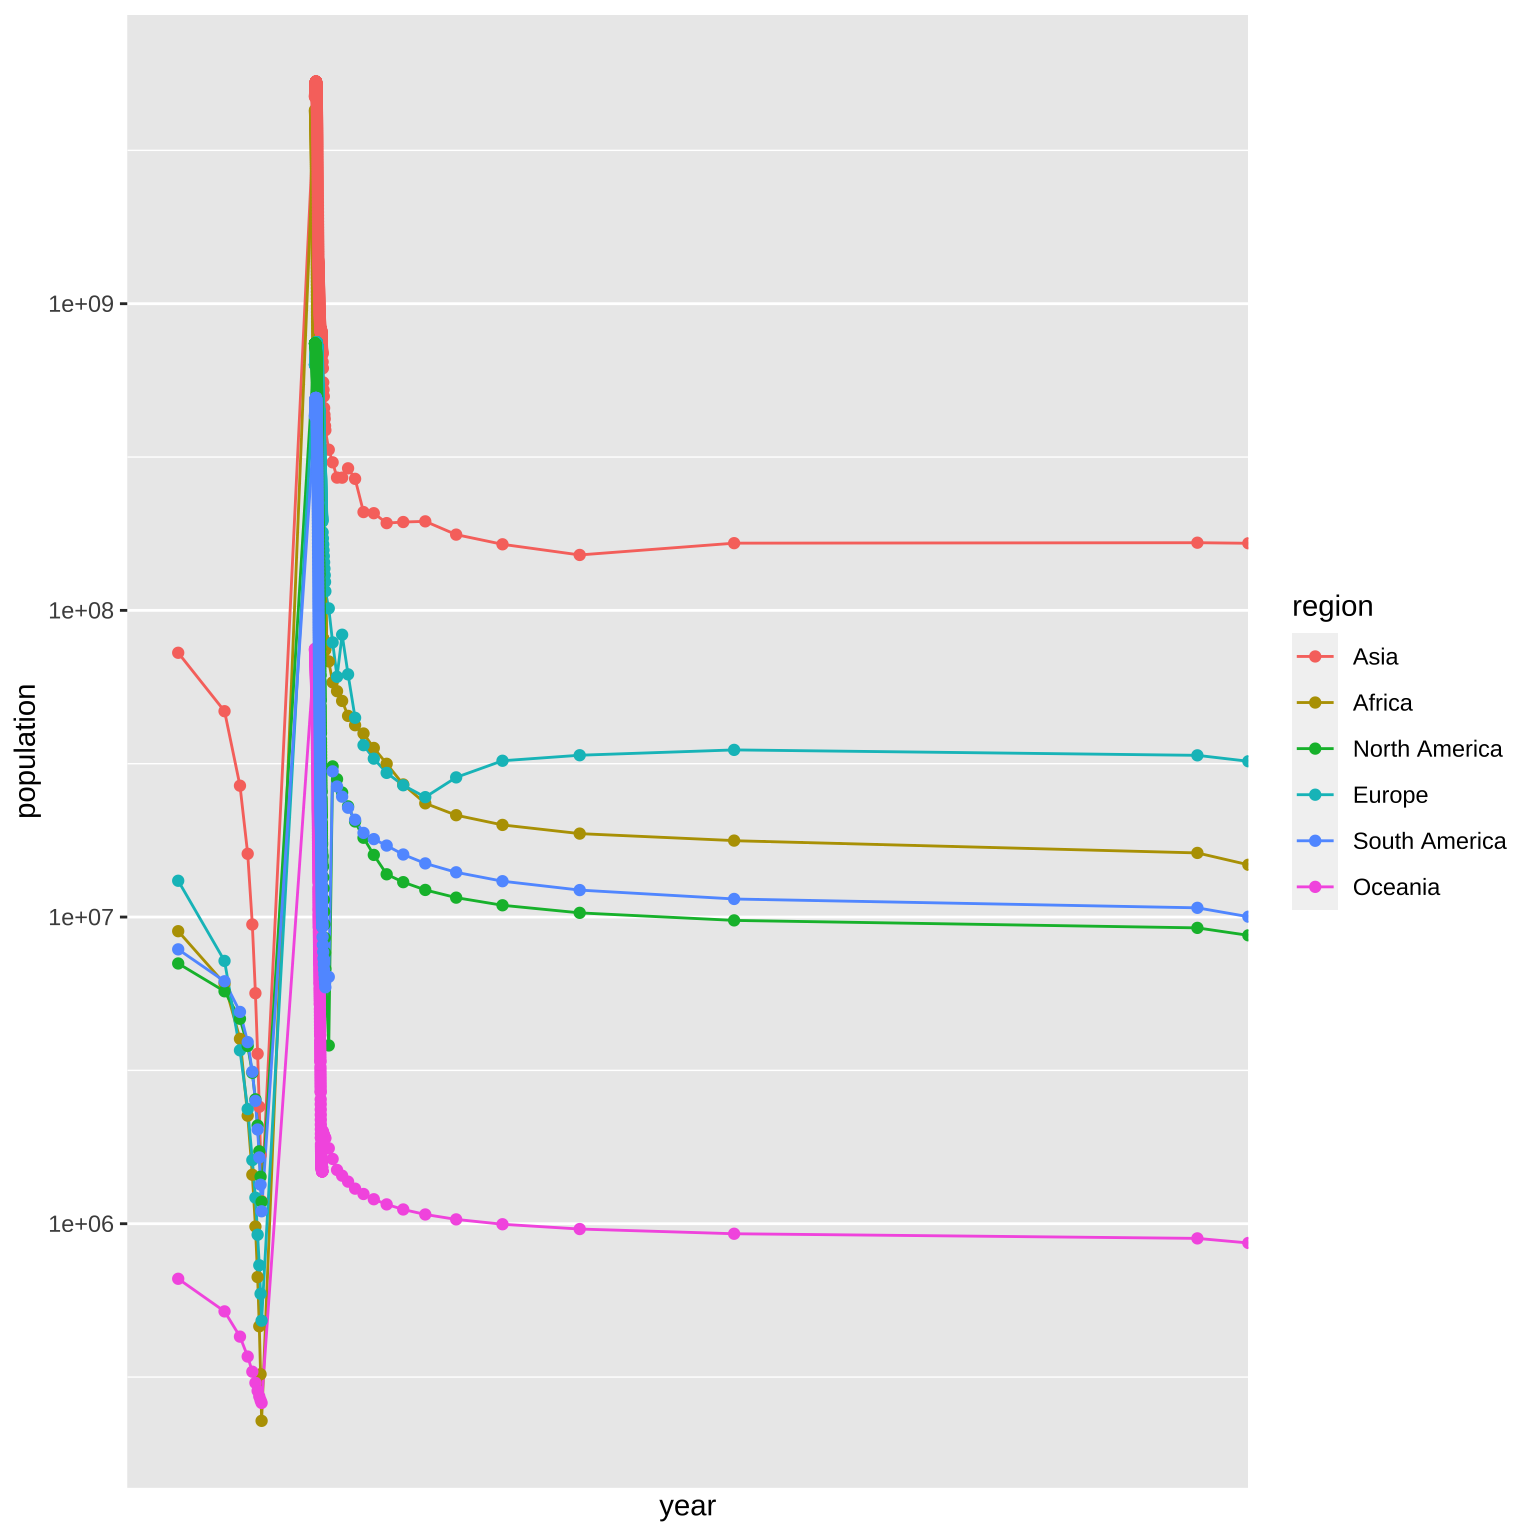 population
1e+09
1e+08
1e+07
1e+06
year
region
Asia
Africa
North America
Europe
South America
Oceania